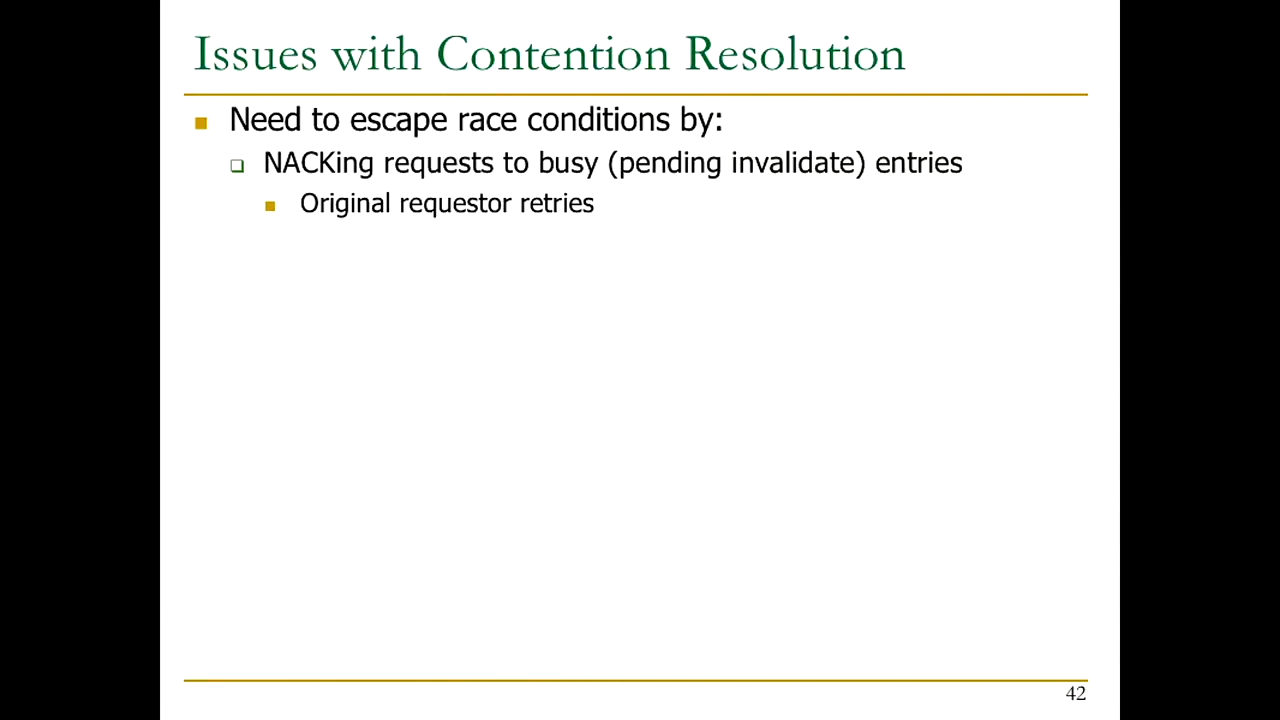 Issues with Contention Resolution
Need to escape race conditions by:
NACKing requests to busy (pending invalidate) entries
Original requestor retries
42